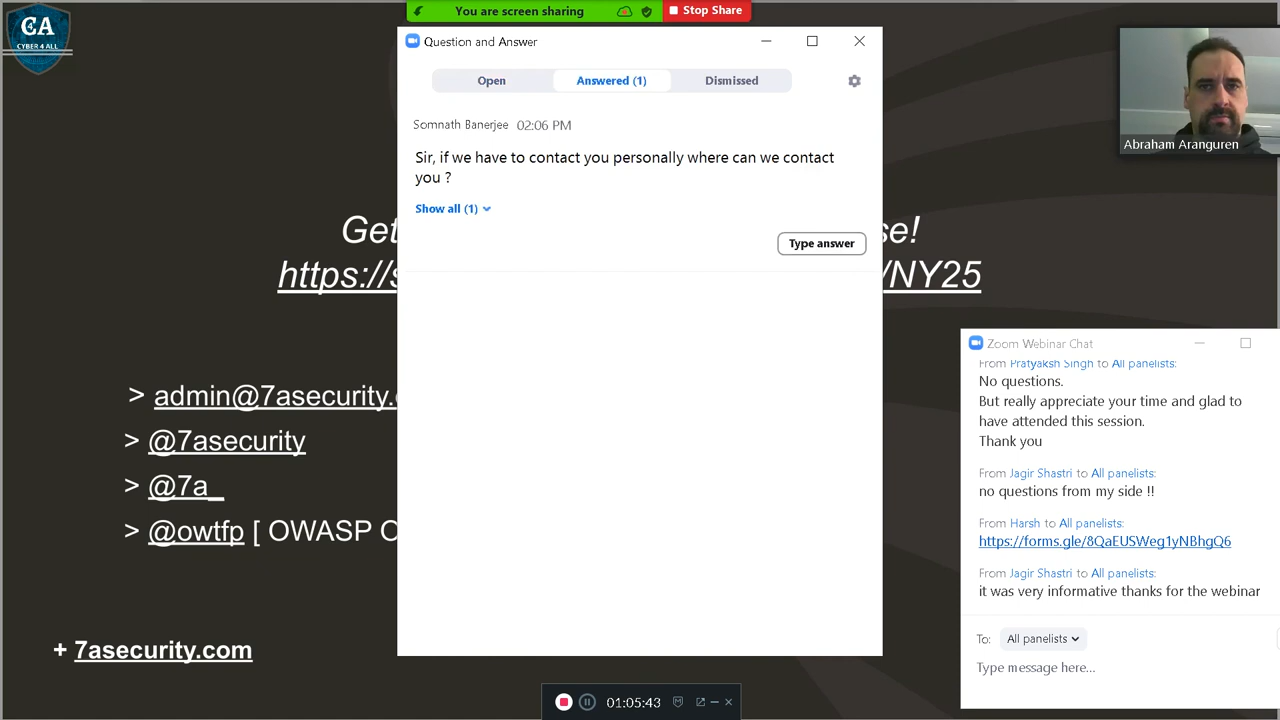 CA
CYBER 4 ALL
You are screen sharing
Stop Share
Question and Answer
Open
Answered (1)
Dismissed
Somnath Banerjee 02:06 PM
Sir, if we have to contact you personally where can we contact
you ?
Show all (1)
Type answer
Abraham Aranguren
Get
se!
https://s
/NY25
> admin@7asecurity.
> @7asecurity
> @7a_
> @owtfp [ OWASP
+ 7asecurity.com
Zoom Webinar Chat
From Pratyaksh Singh to All panelists:
No questions.
But really appreciate your time and glad to
have attended this session.
Thank you
From Jagir Shastri to All panelists:
no questions from my side !!
From Harsh to All panelists:
https://forms.gle/8QaEUSWeg1yNBhgQ6
From Jagir Shastri to All panelists:
it was very informative thanks for the webinar
To: All panelists
Type message here...
01:05:43